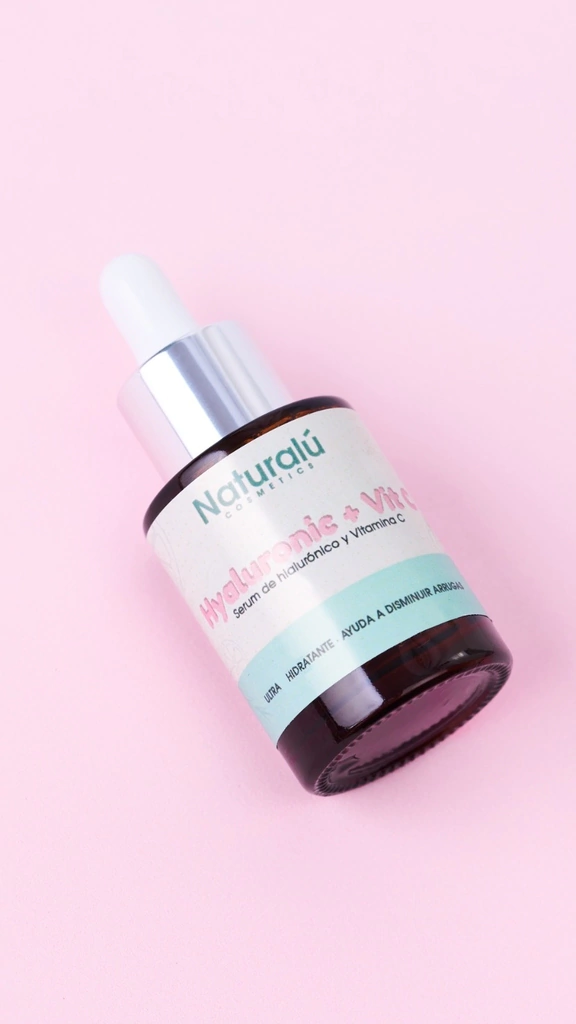 Naturalú
COSMETICS
Hyaluronic + Vit C
Serum de hialurónico y Vitamina C
ULTRA HIDRATANTE · AYUDA A DISMINUIR ARRUGAS